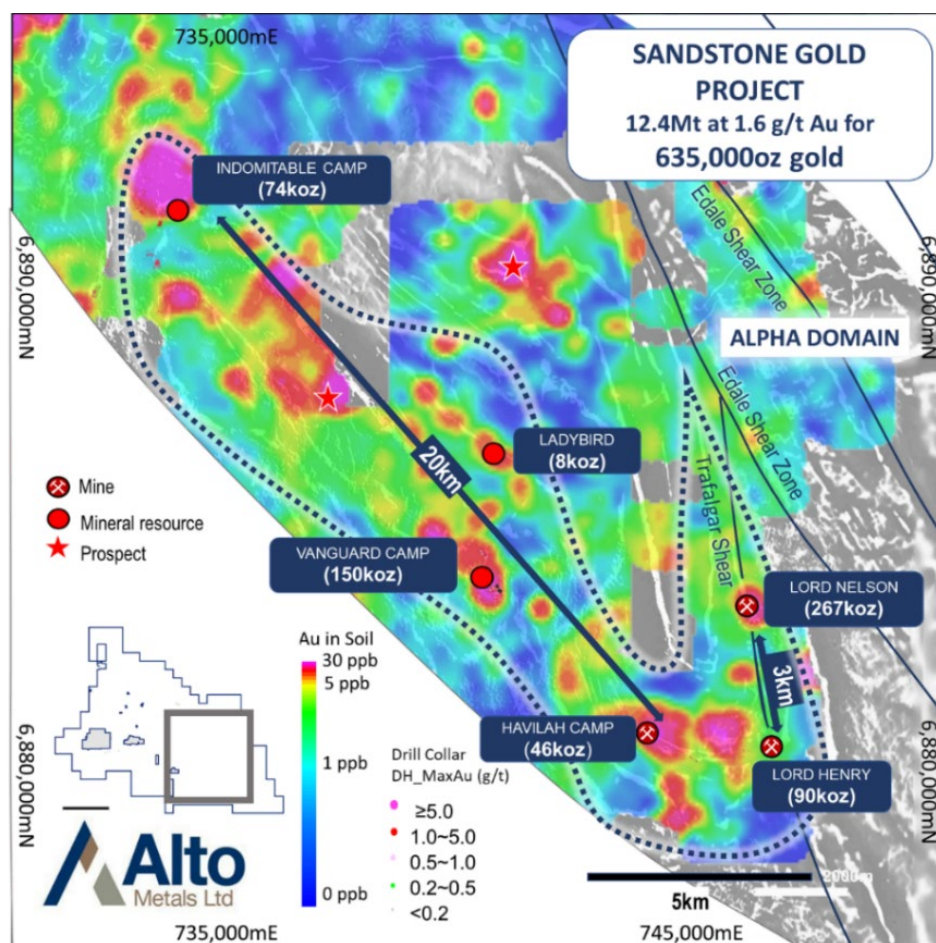 735,000mE
SANDSTONE GOLD
PROJECT
12.4Mt at 1.6 g/t Au for
635,000oz gold
INDOMITABLE CAMP
(74koz)
Edale Shear Zone
6,890,000mN
6,890,000mN
ALPHA DOMAIN
Edale Shear Zone
20km
LADYBIRD
(8koz)
Trafalgar Shear
Mine
Mineral resource
Prospect
VANGUARD CAMP
(150koz)
LORD NELSON
(267koz)
3km
Au in Soil
30 ppb
5 ppb
1 ppb
0 ppb
HAVILAH CAMP
(46koz)
LORD HENRY
(90koz)
6,880,000mN
6,880,000mN
Drill Collar
DH_MaxAu (g/t)
≥5.0
1.0~5.0
0.5~1.0
0.2~0.5
<0.2
Alto
Metals Ltd
2000m
5km
735,000mE
745,000mE